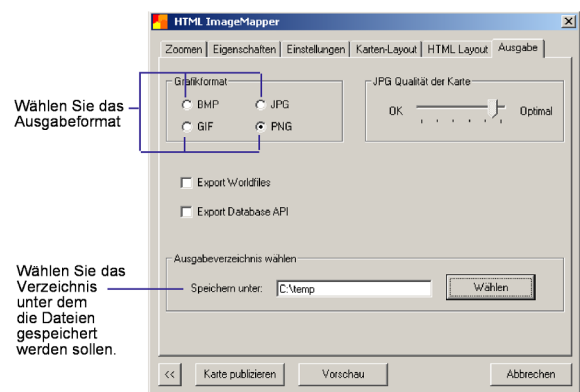 HTML ImageMapper
Zoomen Eigenschaften Einstellungen Karten-Layout HTML Layout Ausgabe
Grafikformat
BMP JPG
GIF PNG
JPG Qualität der Karte
OK Optimal
Wählen Sie das
Ausgabeformat
Export Worldfiles
Export Database API
Ausgabeverzeichnis wählen
Speichern unter: C:\temp Wählen
Wählen Sie das
Verzeichnis
unter dem
die Dateien
gespeichert
werden sollen.
<< Karte publizieren Vorschau Abbrechen